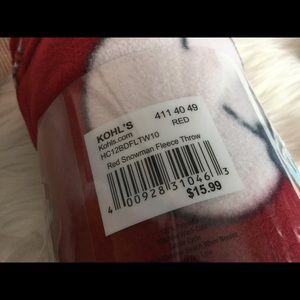 KOHL'S 411 40 49
Kohls.com RED
HC12BDFLTW10
Red Snowman Fleece Throw
4 00928 31046 3
$15.99